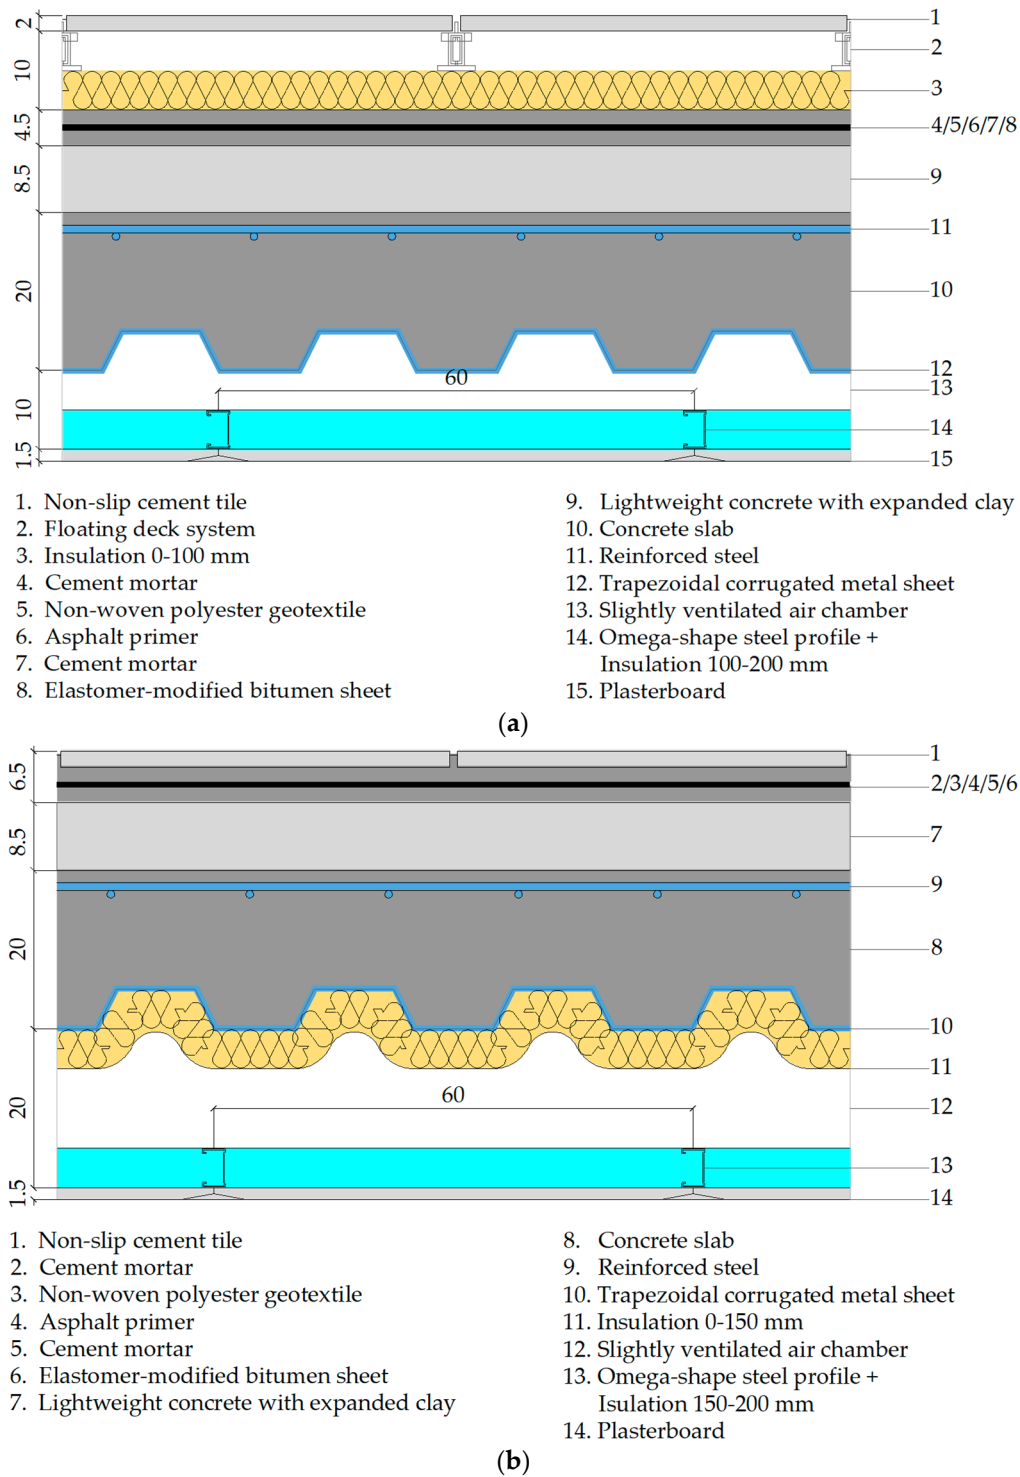 2
10
4.5
8.5
20
10
1.5
60
1
2
3
4/5/6/7/8
9
11
10
12
13
14
15
1. Non-slip cement tile
2. Floating deck system
3. Insulation 0-100 mm
4. Cement mortar
5. Non-woven polyester geotextile
6. Asphalt primer
7. Cement mortar
8. Elastomer-modified bitumen sheet
9. Lightweight concrete with expanded clay
10. Concrete slab
11. Reinforced steel
12. Trapezoidal corrugated metal sheet
13. Slightly ventilated air chamber
14. Omega-shape steel profile +
Insulation 100-200 mm
15. Plasterboard
(a)
6.5
8.5
20
20
1.5
60
1
2/3/4/5/6
7
9
8
10
11
12
13
14
1. Non-slip cement tile
2. Cement mortar
3. Non-woven polyester geotextile
4. Asphalt primer
5. Cement mortar
6. Elastomer-modified bitumen sheet
7. Lightweight concrete with expanded clay
8. Concrete slab
9. Reinforced steel
10. Trapezoidal corrugated metal sheet
11. Insulation 0-150 mm
12. Slightly ventilated air chamber
13. Omega-shape steel profile +
Isulation 150-200 mm
14. Plasterboard
(b)